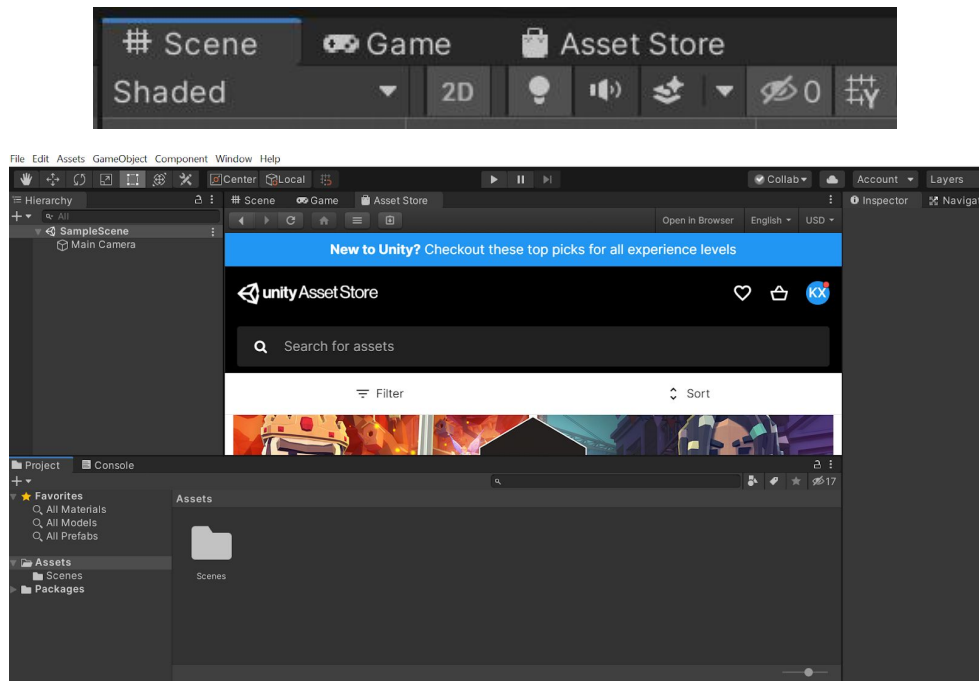 Scene Game Asset Store
Shaded 2D 0 Y
File Edit Assets GameObject Component Window Help
Center Local Collab Account Layers
Hierarchy Scene Game Asset Store Inspector Navigat
All Open in Browser English USD
SampleScene
Main Camera
New to Unity? Checkout these top picks for all experience levels
unity Asset Store KX
Search for assets
Filter Sort
Project Console
17
Favorites Assets
All Materials
All Models
All Prefabs
Assets
Scenes Scenes
Packages